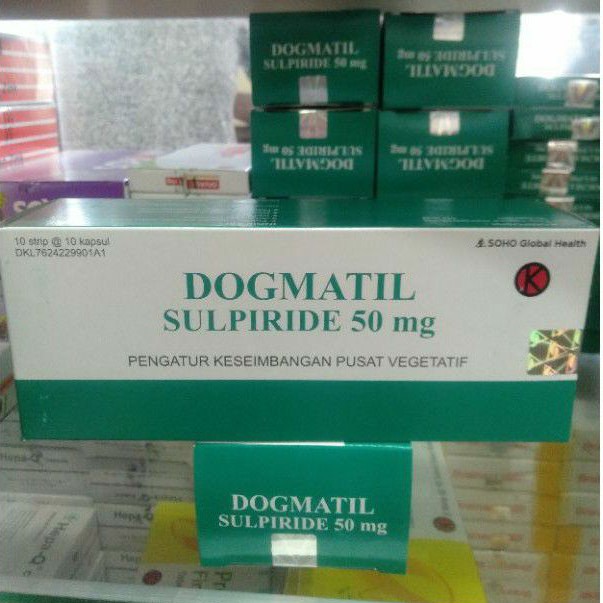 DOGMATIL
SULPIRIDE 50 mg
DOGMATIL
SULPIRIDE 50 mg
SULPIRIDE 50 mg
DOGMATIL
SULPIRIDE 50 mg
DOGMATIL
10 strip @ 10 kapsul
DKL7624229901A1
SOHO Global Health
K
DOGMATIL
SULPIRIDE 50 mg
PENGATUR KESEIMBANGAN PUSAT VEGETATIF
DOGMATIL
SULPIRIDE 50 mg
Hepa-Q